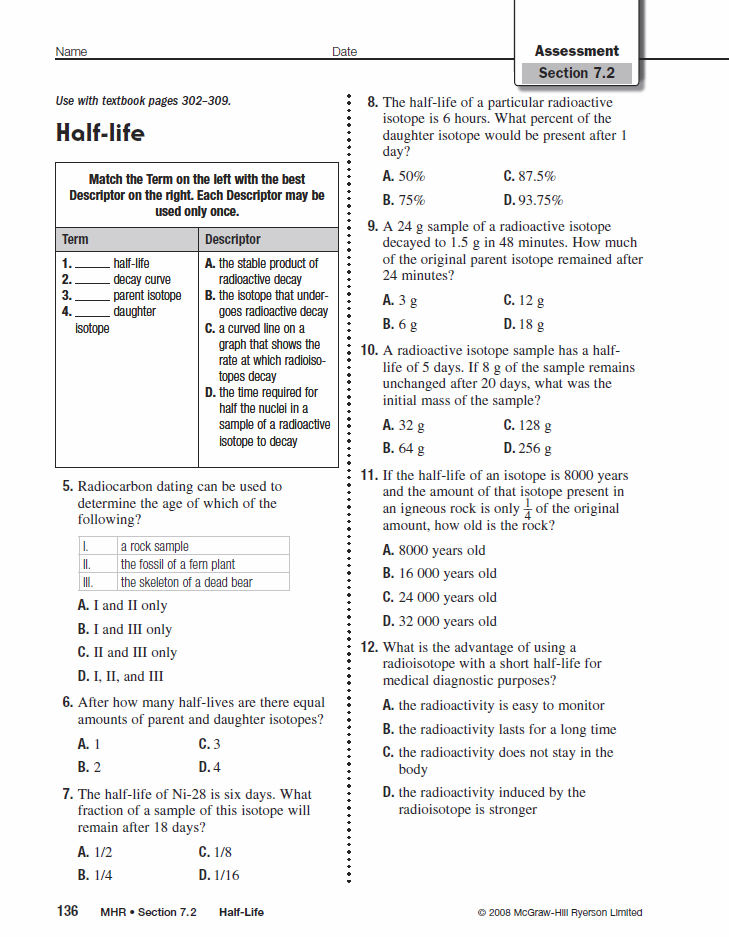 Name
Date
Assessment
Section 7.2
Use with textbook pages 302–309.
Half-life
Match the Term on the left with the best
Descriptor on the right. Each Descriptor may be
used only once.
Term
Descriptor
1. ______ half-life
2. ______ decay curve
3. ______ parent isotope
4. ______ daughter
isotope
A. the stable product of
radioactive decay
B. the isotope that under-
goes radioactive decay
C. a curved line on a
graph that shows the
rate at which radioiso-
topes decay
D. the time required for
half the nuclei in a
sample of a radioactive
isotope to decay
5. Radiocarbon dating can be used to
determine the age of which of the
following?
I. a rock sample
II. the fossil of a fern plant
III. the skeleton of a dead bear
A. I and II only
B. I and III only
C. II and III only
D. I, II, and III
6. After how many half-lives are there equal
amounts of parent and daughter isotopes?
A. 1 C. 3
B. 2 D. 4
7. The half-life of Ni-28 is six days. What
fraction of a sample of this isotope will
remain after 18 days?
A. 1/2 C. 1/8
B. 1/4 D. 1/16
8. The half-life of a particular radioactive
isotope is 6 hours. What percent of the
daughter isotope would be present after 1
day?
A. 50% C. 87.5%
B. 75% D. 93.75%
9. A 24 g sample of a radioactive isotope
decayed to 1.5 g in 48 minutes. How much
of the original parent isotope remained after
24 minutes?
A. 3 g C. 12 g
B. 6 g D. 18 g
10. A radioactive isotope sample has a half-
life of 5 days. If 8 g of the sample remains
unchanged after 20 days, what was the
initial mass of the sample?
A. 32 g C. 128 g
B. 64 g D. 256 g
11. If the half-life of an isotope is 8000 years
and the amount of that isotope present in
an igneous rock is only 1/4 of the original
amount, how old is the rock?
A. 8000 years old
B. 16 000 years old
C. 24 000 years old
D. 32 000 years old
12. What is the advantage of using a
radioisotope with a short half-life for
medical diagnostic purposes?
A. the radioactivity is easy to monitor
B. the radioactivity lasts for a long time
C. the radioactivity does not stay in the
body
D. the radioactivity induced by the
radioisotope is stronger
136 MHR • Section 7.2 Half-Life
© 2008 McGraw-Hill Ryerson Limited